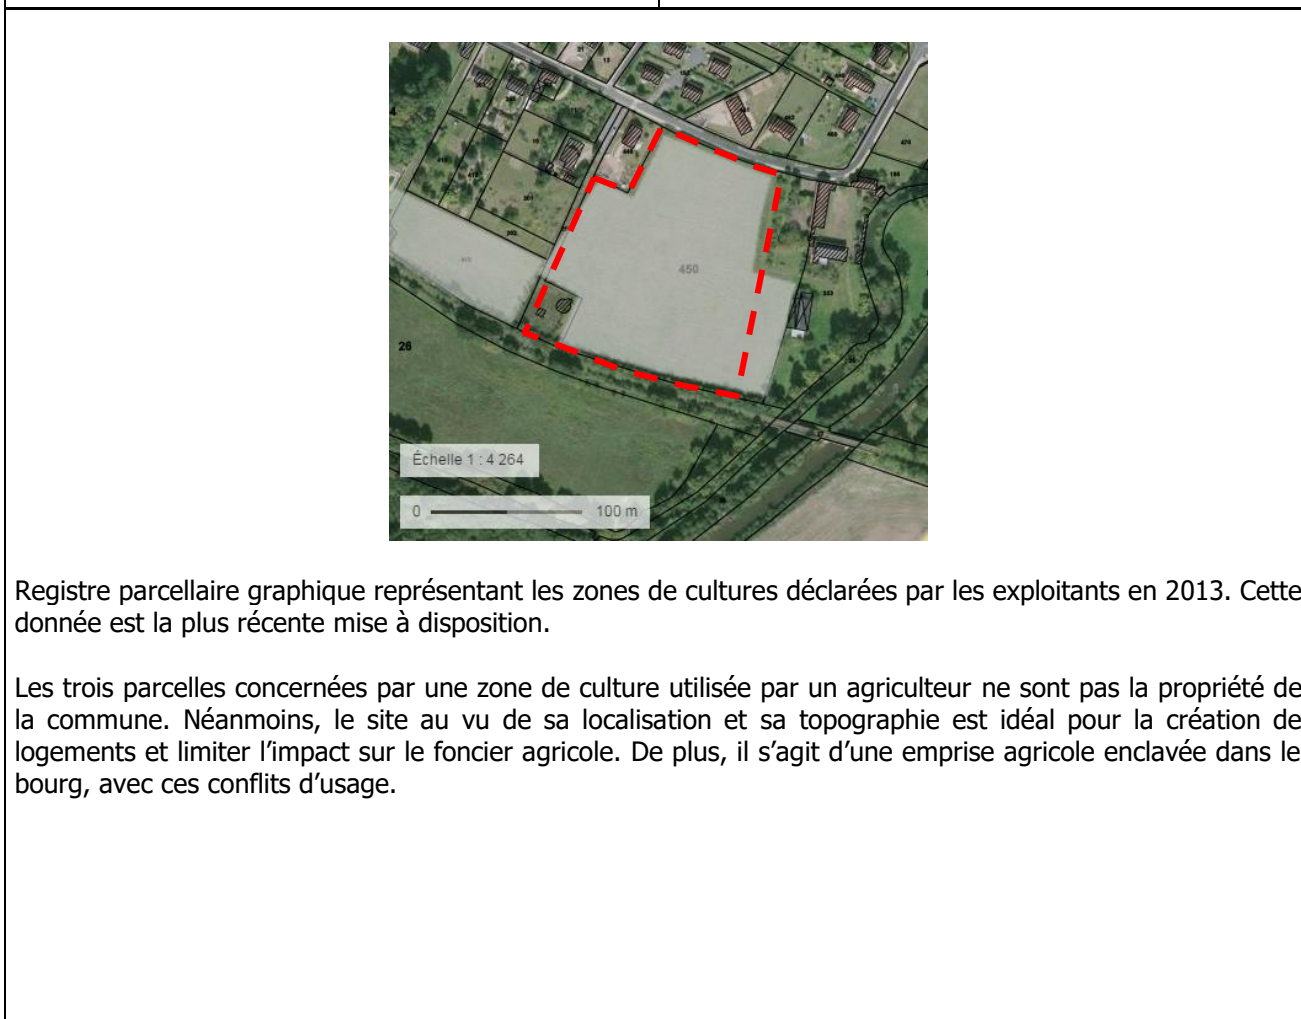 450
26
Échelle 1 : 4 264
0 100 m
Registre parcellaire graphique représentant les zones de cultures déclarées par les exploitants en 2013. Cette
donnée est la plus récente mise à disposition.
Les trois parcelles concernées par une zone de culture utilisée par un agriculteur ne sont pas la propriété de
la commune. Néanmoins, le site au vu de sa localisation et sa topographie est idéal pour la création de
logements et limiter l’impact sur le foncier agricole. De plus, il s’agit d’une emprise agricole enclavée dans le
bourg, avec ces conflits d’usage.